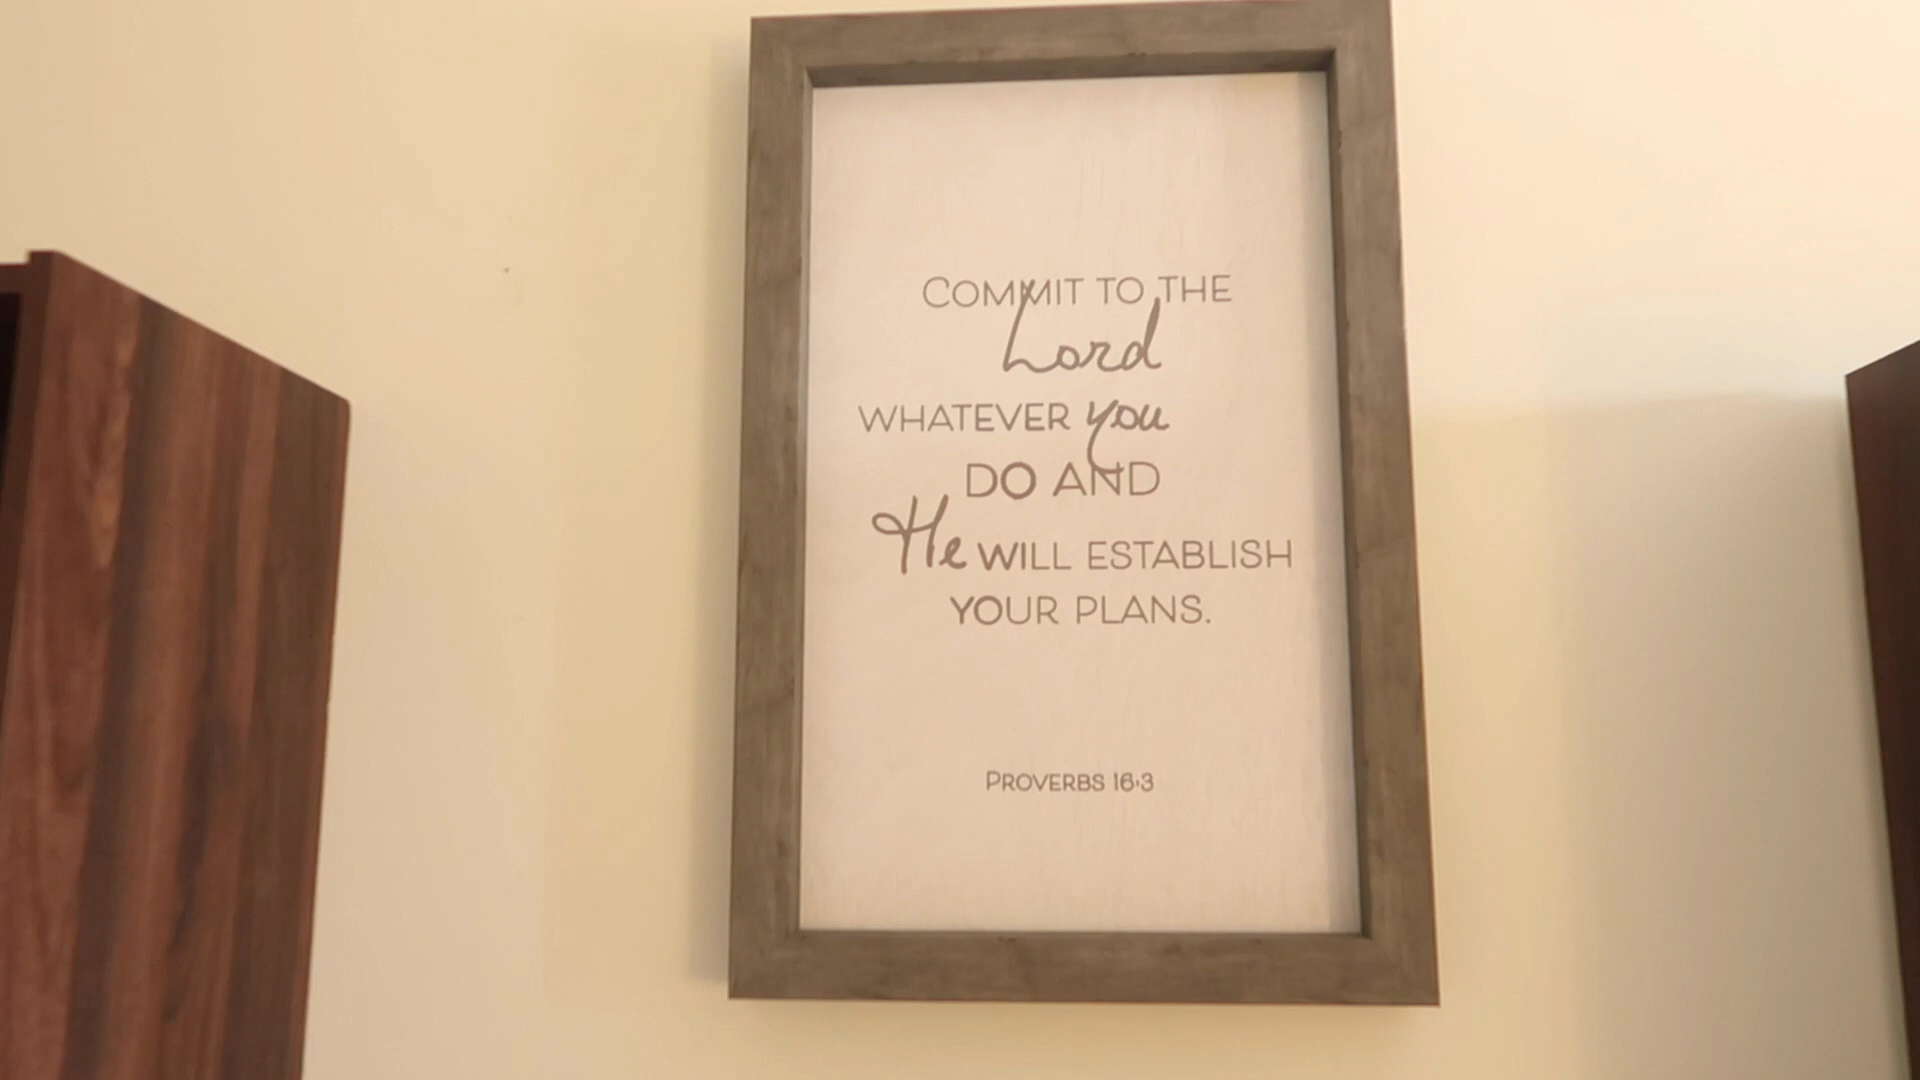 COMMIT TO THE
Lord
WHATEVER you
DO AND
He WILL ESTABLISH
YOUR PLANS.
PROVERBS 16:3